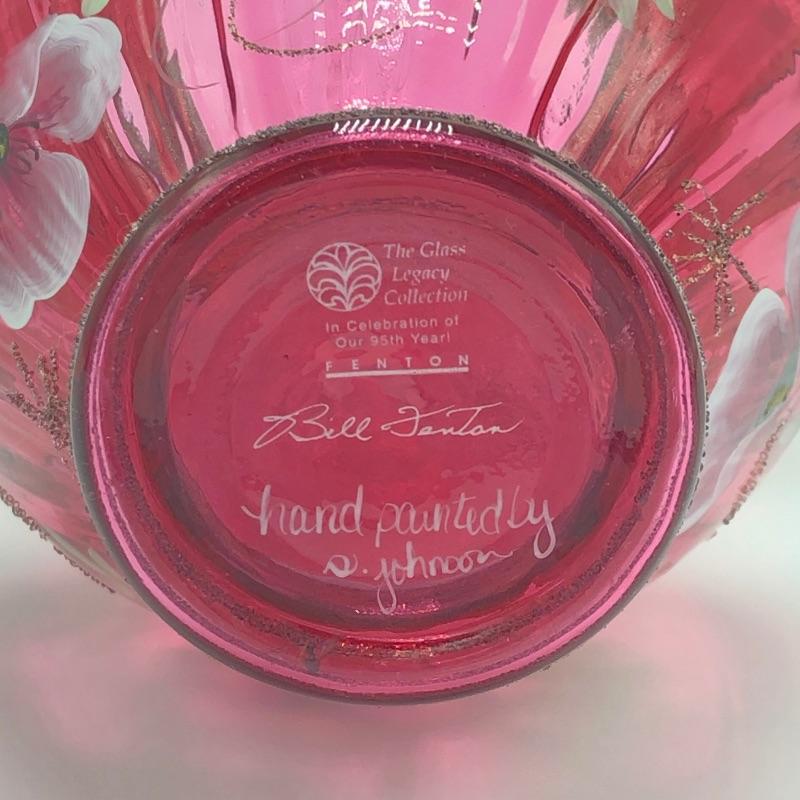 The Glass
Legacy
Collection
In Celebration of
Our 95th Year!
FENTON
Bill Fenton
hand painted by
s. johnson